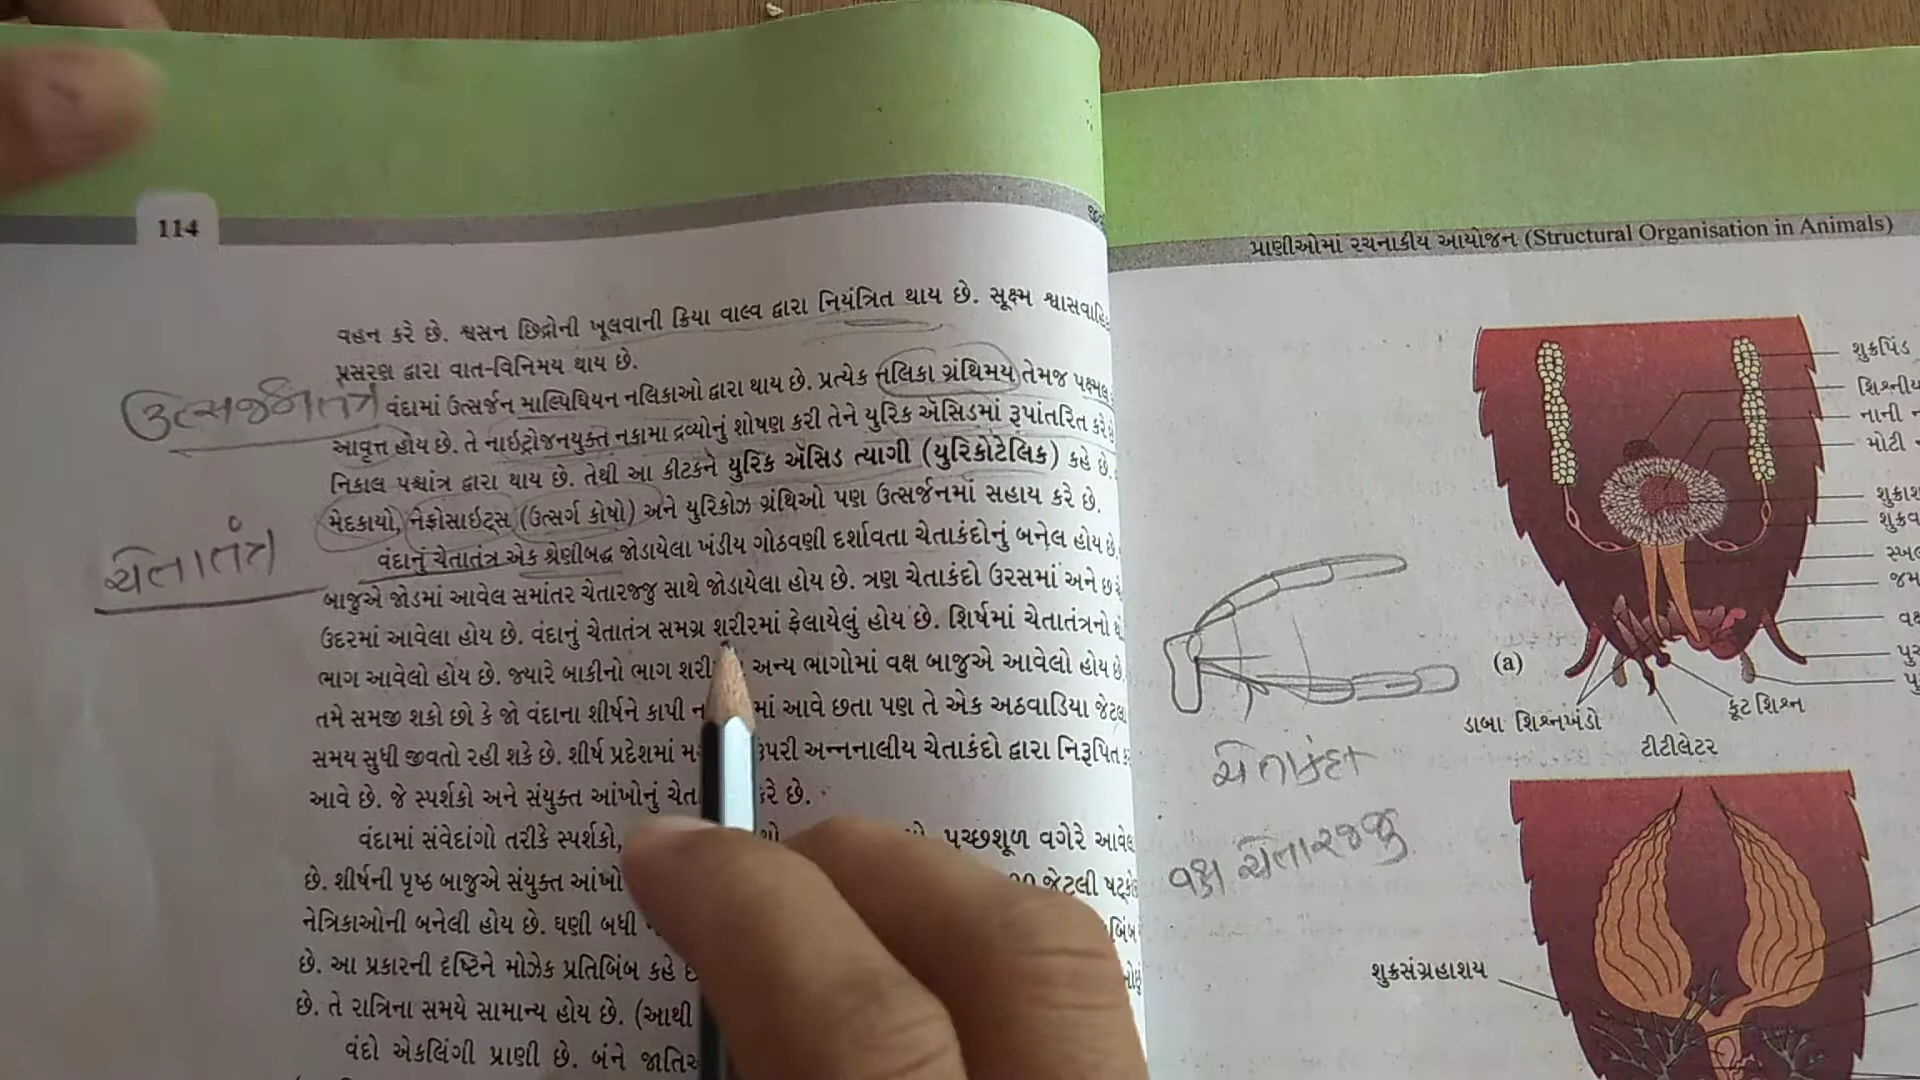 114
વહન કરે છે. શ્વસન છિદ્રોની ખૂલવાની ક્રિયા વાલ્વ દ્વારા નિયંત્રિત થાય છે. સૂક્ષ્મ
પ્રસરણ દ્વારા વાત-વિનિમય થાય છે.
ઉત્સર્જનતંત્ર
વંદામાં ઉત્સર્જન માલ્પિઘિયન નલિકાઓ દ્વારા થાય છે. પ્રત્યેક નલિકા ગ્રંથિમય તેમજ પક્ષ્મલ
આવૃત્ત હોય છે. તે નાઇટ્રોજનયુક્ત નકામા દ્રવ્યોનું શોષણ કરી તેને યુરિક ઍસિડમાં રૂપાંતરિત કરે
નિકાલ પશ્ચાંત્ર દ્વારા થાય છે. તેથી આ કીટકને યુરિક ઍસિડ ત્યાગી (યુરિકોટેલિક) કહે છે.
મેદકાયો, નેફ્રોસાઇટ્સ (ઉત્સર્ગ કોષો) અને યુરિકોઝ ગ્રંથિઓ પણ ઉત્સર્જનમાં સહાય કરે છે.
ચેતાતંત્ર
વંદાનું ચેતાતંત્ર એક શ્રેણીબદ્ધ જોડાયેલા ખંડીય ગોઠવણી દર્શાવતા ચેતાકંદોનું બનેલ હોય છે.
બાજુએ જોડમાં આવેલ સમાંતર ચેતારજ્જુ સાથે જોડાયેલા હોય છે. ત્રણ ચેતાકંદો ઉરસમાં અને છ
ઉદરમાં આવેલા હોય છે. વંદાનું ચેતાતંત્ર સમગ્ર શરીરમાં ફેલાયેલું હોય છે. શિર્ષમાં ચેતાતંત્રનો
ભાગ આવેલો હોય છે. જ્યારે બાકીનો ભાગ અન્ય ભાગોમાં વક્ષ બાજુએ આવેલો હોય છે.
તમે સમજી શકો છો કે જો વંદાના શીર્ષને કાપી આવે છતા પણ તે એક અઠવાડિયા જેટલા
સમય સુધી જીવતો રહી શકે છે. શીર્ષ પ્રદેશમાં અન્નનાલીય ચેતાકંદો દ્વારા નિરૂપિત
આવે છે. જે સ્પર્શકો અને સંયુક્ત આંખોનું કરે છે.
વંદામાં સંવેદાંગો તરીકે સ્પર્શકો, પચ્છશૂળ વગેરે આવેલ
છે. શીર્ષની પૃષ્ઠ બાજુએ સંયુક્ત જેટલી
નેત્રિકાઓની બનેલી હોય છે. ઘણી બધી
છે. આ પ્રકારની દૃષ્ટિને મોઝેક પ્રતિબિંબ કહે
છે. તે રાત્રિના સમયે સામાન્ય હોય છે. (આથી
વંદો એકલિંગી પ્રાણી છે. બંને
પ્રાણીઓમાં રચનાકીય આયોજન (Structural Organisation in Animals)
શુક્રપિંડ
નાની
મોટી
(a)
ડાબા શિશ્નખંડો
કૂટ શિશ્ન
ટીટીલેટર
ચેતાકંદો
વક્ષ ચેતારજ્જુ
શુક્રસંગ્રહાશય